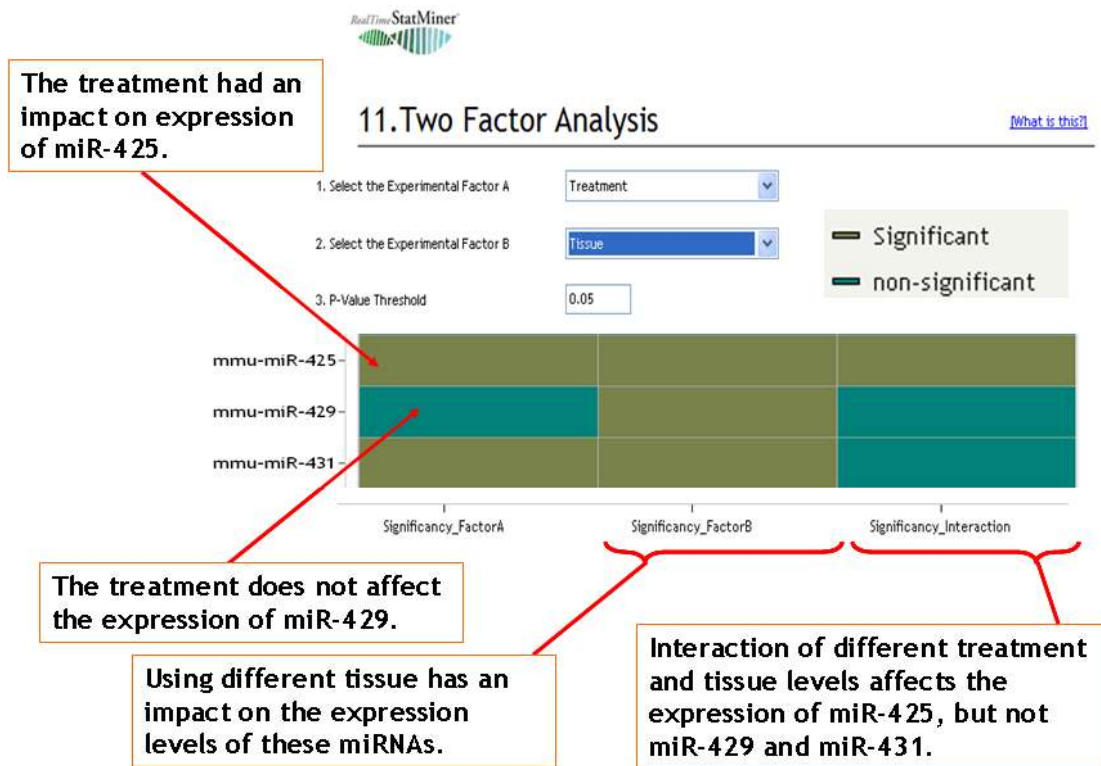 RealTime StatMiner
The treatment had an
impact on expression
of miR-425.
11.Two Factor Analysis
[What is this?]
1. Select the Experimental Factor A
Treatment
2. Select the Experimental Factor B
Tissue
3. P-Value Threshold
0.05
Significant
non-significant
mmu-miR-425
mmu-miR-429
mmu-miR-431
Significancy_FactorA
Significancy_FactorB
Significancy_Interaction
The treatment does not affect
the expression of miR-429.
Using different tissue has an
impact on the expression
levels of these miRNAs.
Interaction of different treatment
and tissue levels affects the
expression of miR-425, but not
miR-429 and miR-431.